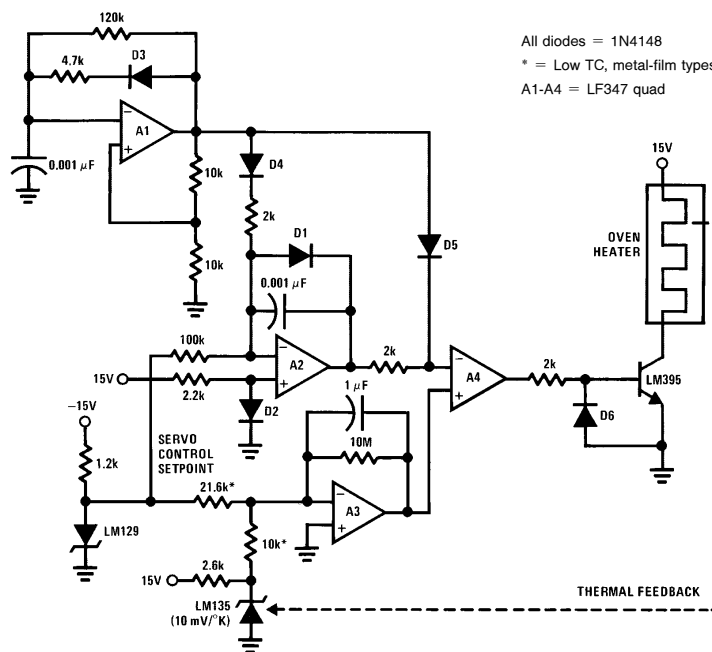 120k
All diodes = 1N4148
* = Low TC, metal-film types
A1-A4 = LF347 quad
4.7k
D3
−
A1
+
0.001 µF
10k
10k
D4
2k
D1
0.001 µF
D5
15V
OVEN
HEATER
100k
−
A2
+
2k
−
A4
+
2k
LM395
15V
2.2k
D2
D6
1 µF
10M
−15V
1.2k
SERVO
CONTROL
SETPOINT
21.6k*
−
A3
+
LM129
10k*
15V
2.6k
LM135
(10 mV/°K)
THERMAL FEEDBACK